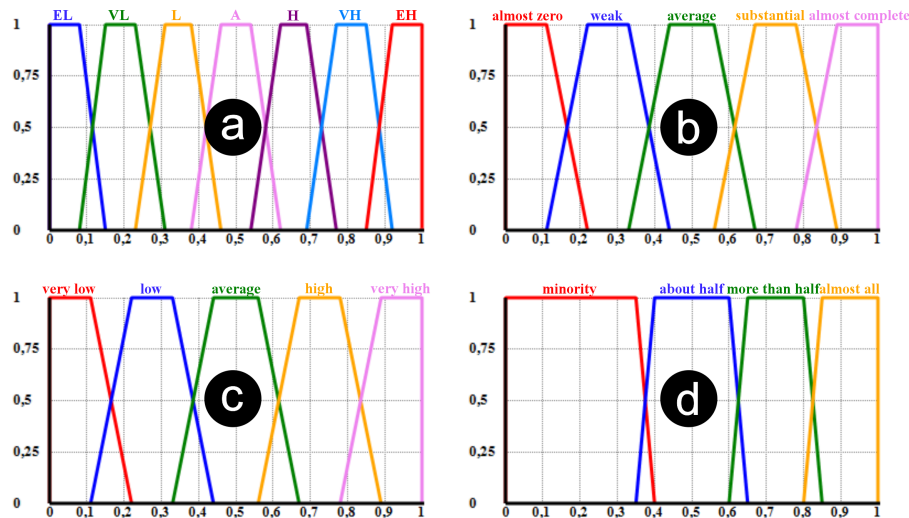 EL VL L A H VH EH
1
0,75
0,5
0,25
0
0 0,1 0,2 0,3 0,4 0,5 0,6 0,7 0,8 0,9 1
a
almost zero weak average substantial almost complete
1
0,75
0,5
0,25
0
0 0,1 0,2 0,3 0,4 0,5 0,6 0,7 0,8 0,9 1
b
very low low average high very high
1
0,75
0,5
0,25
0
0 0,1 0,2 0,3 0,4 0,5 0,6 0,7 0,8 0,9 1
c
minority about half more than half almost all
1
0,75
0,5
0,25
0
0 0,1 0,2 0,3 0,4 0,5 0,6 0,7 0,8 0,9 1
d